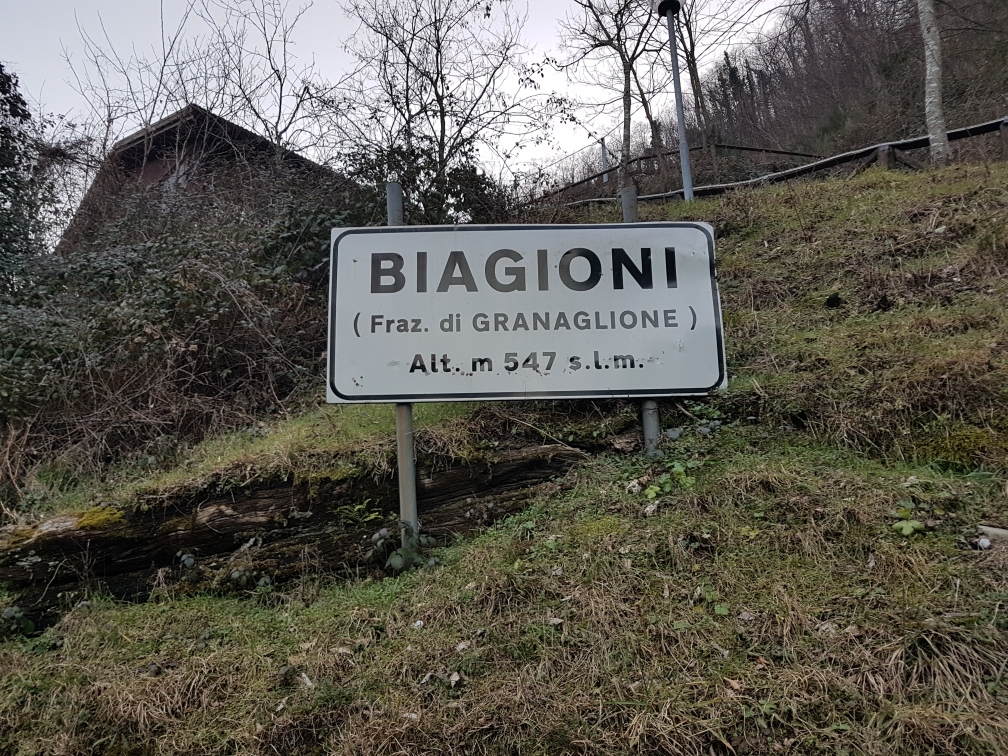 BIAGIONI
( Fraz. di GRANAGLIONE )
Alt. m 547 s.l.m.